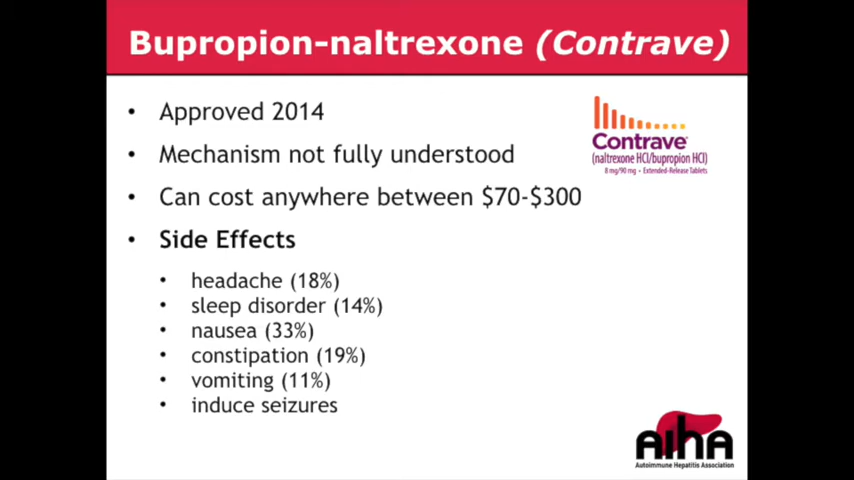 Bupropion-naltrexone (Contrave)
• Approved 2014
• Mechanism not fully understood
• Can cost anywhere between $70-$300
• Side Effects
• headache (18%)
• sleep disorder (14%)
• nausea (33%)
• constipation (19%)
• vomiting (11%)
• induce seizures
Contrave®
(naltrexone HCl/bupropion HCl)
8 mg/90 mg • Extended-Release Tablets
AIHA
Autoimmune Hepatitis Association